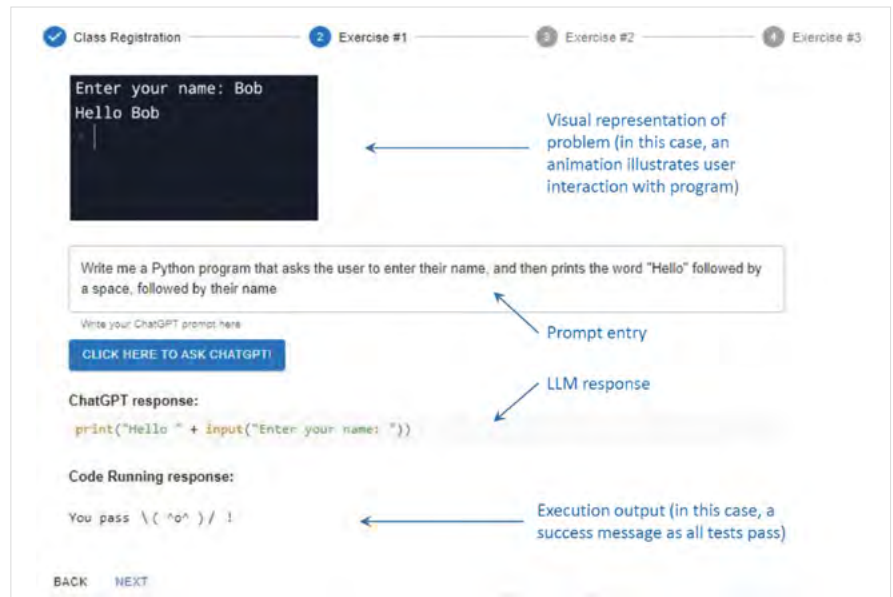 Class Registration
2 Exercise #1
3 Exercise #2
4 Exercise #3
Enter your name: Bob
Hello Bob
Visual representation of
problem (in this case, an
animation illustrates user
interaction with program)
Write me a Python program that asks the user to enter their name, and then prints the word "Hello" followed by
a space, followed by their name
Write your ChatGPT prompt here
Prompt entry
CLICK HERE TO ASK CHATGPT!
LLM response
ChatGPT response:
print("Hello " + input("Enter your name: "))
Code Running response:
You pass \( ^o^ )/ !
Execution output (in this case, a
success message as all tests pass)
BACK NEXT